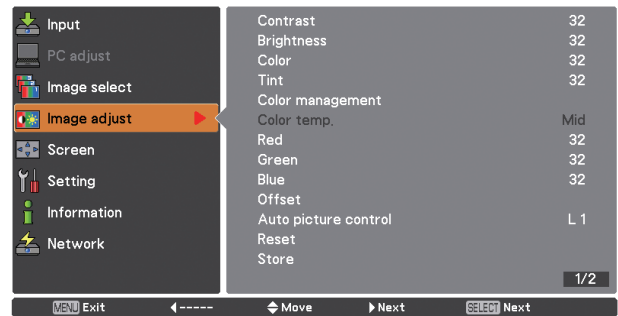 Input
PC adjust
Image select
Image adjust
Screen
Setting
Information
Network
Contrast 32
Brightness 32
Color 32
Tint 32
Color management
Color temp. Mid
Red 32
Green 32
Blue 32
Offset
Auto picture control L 1
Reset
Store
1/2
MENU Exit ----- Move Next SELECT Next